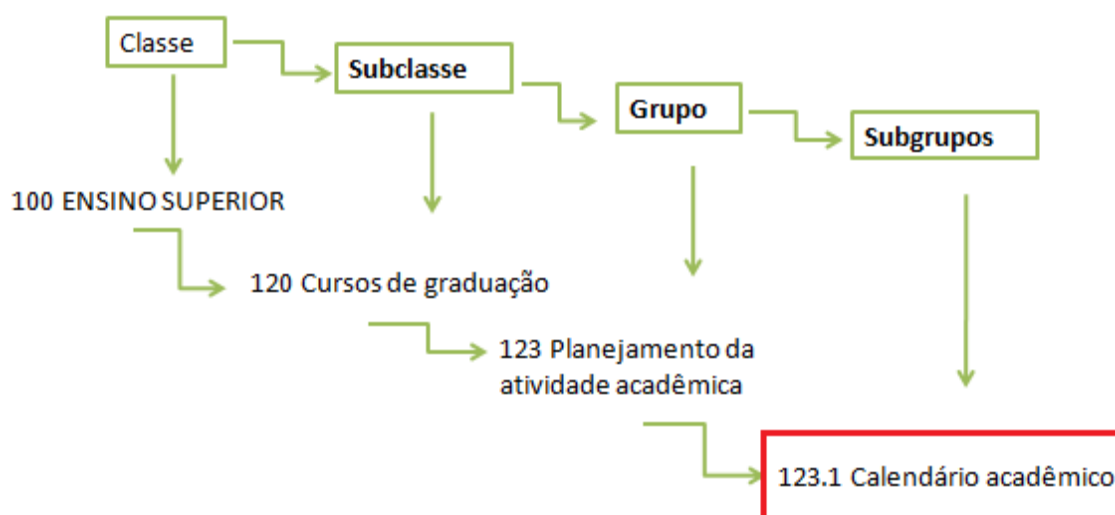 Classe
Subclasse
Grupo
Subgrupos
100 ENSINO SUPERIOR
120 Cursos de graduação
123 Planejamento da
atividade acadêmica
123.1 Calendário acadêmico